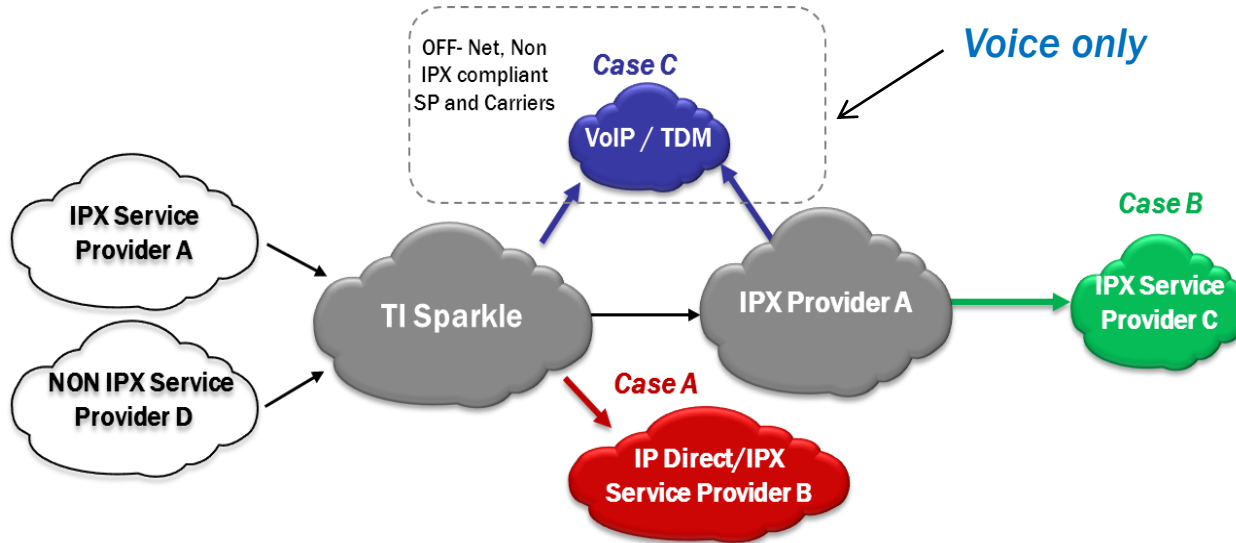 OFF- Net, Non
IPX compliant
SP and Carriers
Case C
VoIP / TDM
Voice only
IPX Service
Provider A
NON IPX Service
Provider D
TI Sparkle
IPX Provider A
Case B
IPX Service
Provider C
Case A
IP Direct/IPX
Service Provider B